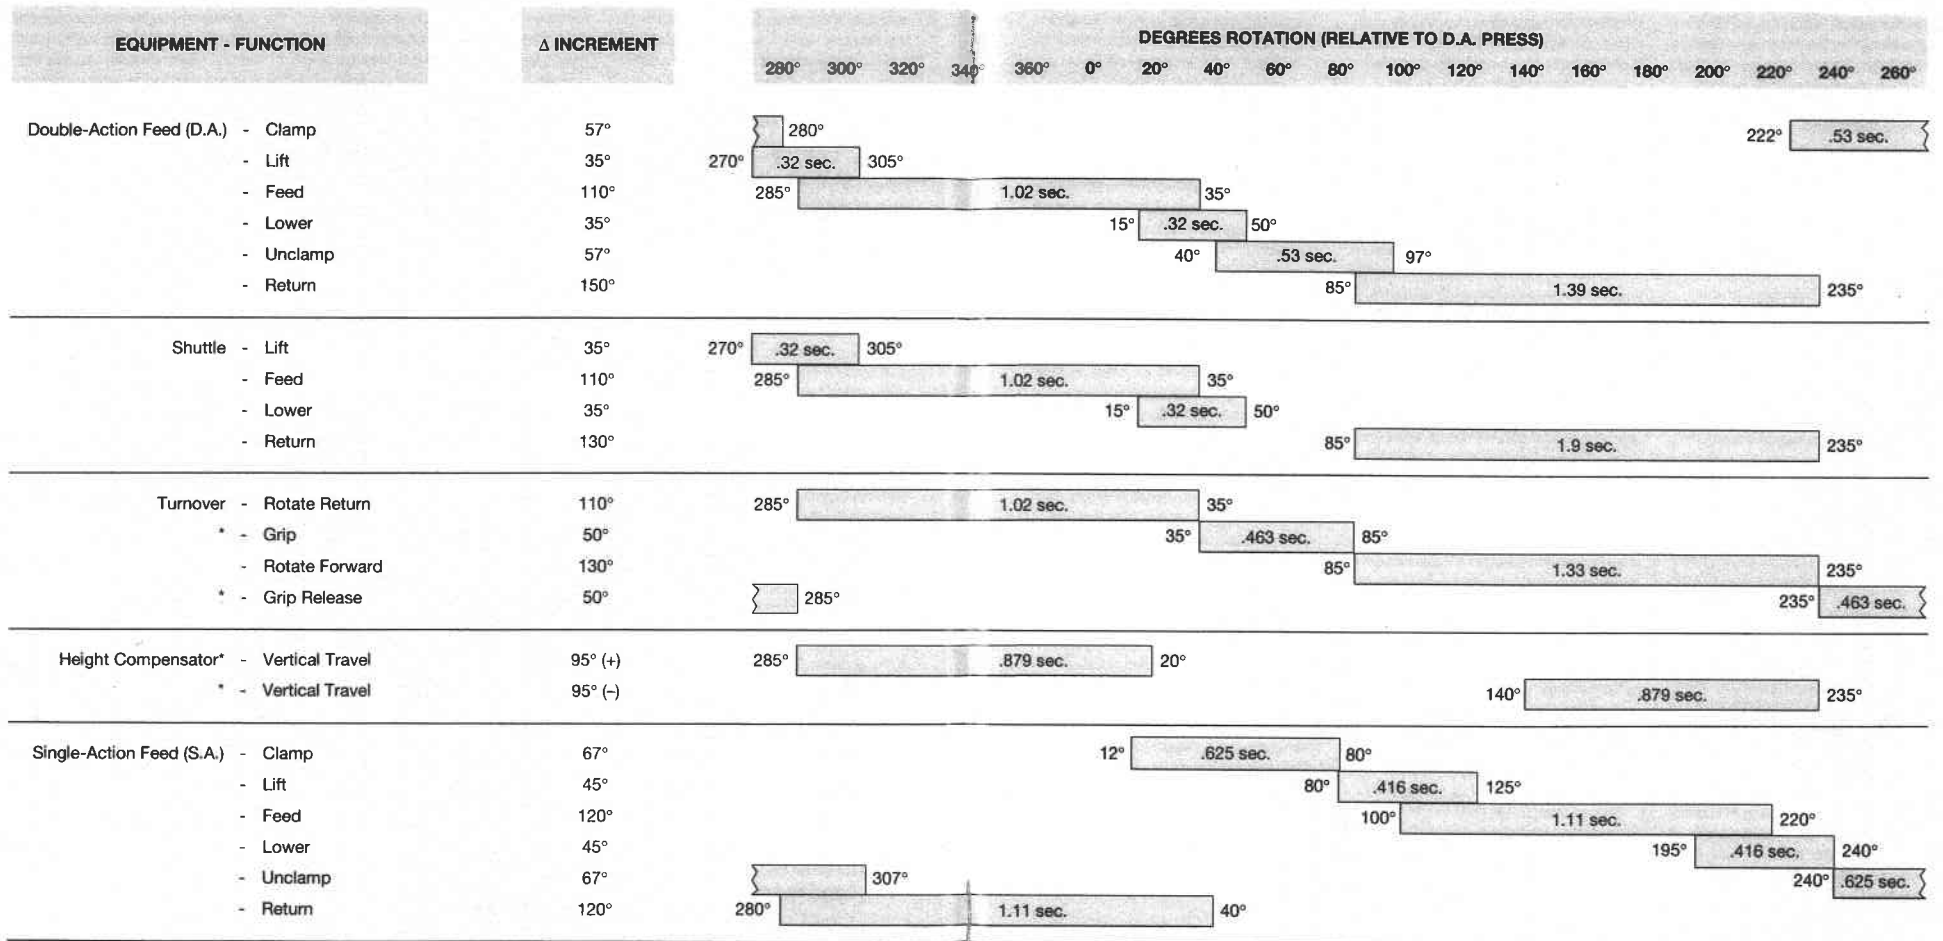 EQUIPMENT - FUNCTION Δ INCREMENT DEGREES ROTATION (RELATIVE TO D.A. PRESS)
280° 300° 320° 340° 360° 0° 20° 40° 60° 80° 100° 120° 140° 160° 180° 200° 220° 240° 260°
Double-Action Feed (D.A.) - Clamp 57° 280° 222° .53 sec.
- Lift 35° 270° .32 sec. 305°
- Feed 110° 285° 1.02 sec. 35°
- Lower 35° 15° .32 sec. 50°
- Unclamp 57° 40° .53 sec. 97°
- Return 150° 85° 1.39 sec. 235°
Shuttle - Lift 35° 270° .32 sec. 305°
- Feed 110° 285° 1.02 sec. 35°
- Lower 35° 15° .32 sec. 50°
- Return 130° 85° 1.9 sec. 235°
Turnover - Rotate Return 110° 285° 1.02 sec. 35°
* - Grip 50° 35° .463 sec. 85°
- Rotate Forward 130° 85° 1.33 sec. 235°
* - Grip Release 50° 285° 235° .463 sec.
Height Compensator* - Vertical Travel 95° (+) 285° .879 sec. 20°
* - Vertical Travel 95° (–) 140° .879 sec. 235°
Single-Action Feed (S.A.) - Clamp 67° 12° .625 sec. 80°
- Lift 45° 80° .416 sec. 125°
- Feed 120° 100° 1.11 sec. 220°
- Lower 45° 195° .416 sec. 240°
- Unclamp 67° 307° 240° .625 sec.
- Return 120° 280° 1.11 sec. 40°